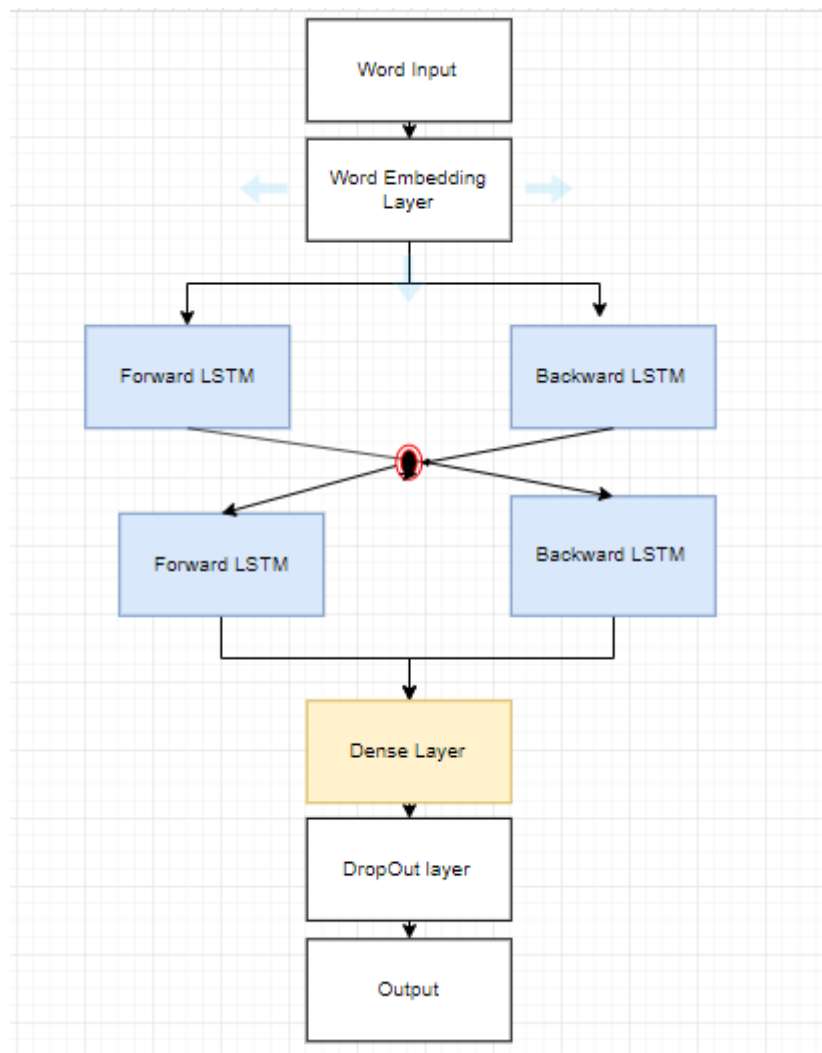 Word Input
Word Embedding
Layer
Forward LSTM
Backward LSTM
Forward LSTM
Backward LSTM
Dense Layer
DropOut layer
Output